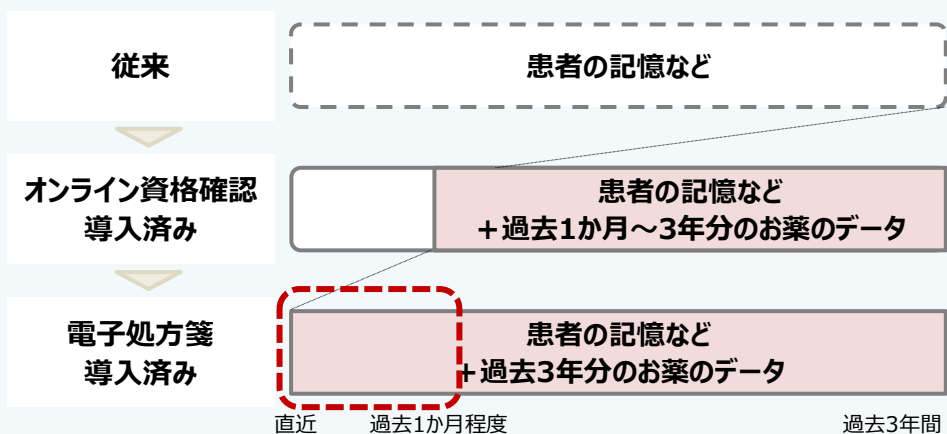 従来
患者の記憶など
オンライン資格確認
導入済み
患者の記憶など
+過去1か月～3年分のお薬のデータ
電子処方箋
導入済み
患者の記憶など
+過去3年分のお薬のデータ
直近
過去1か月程度
過去3年間